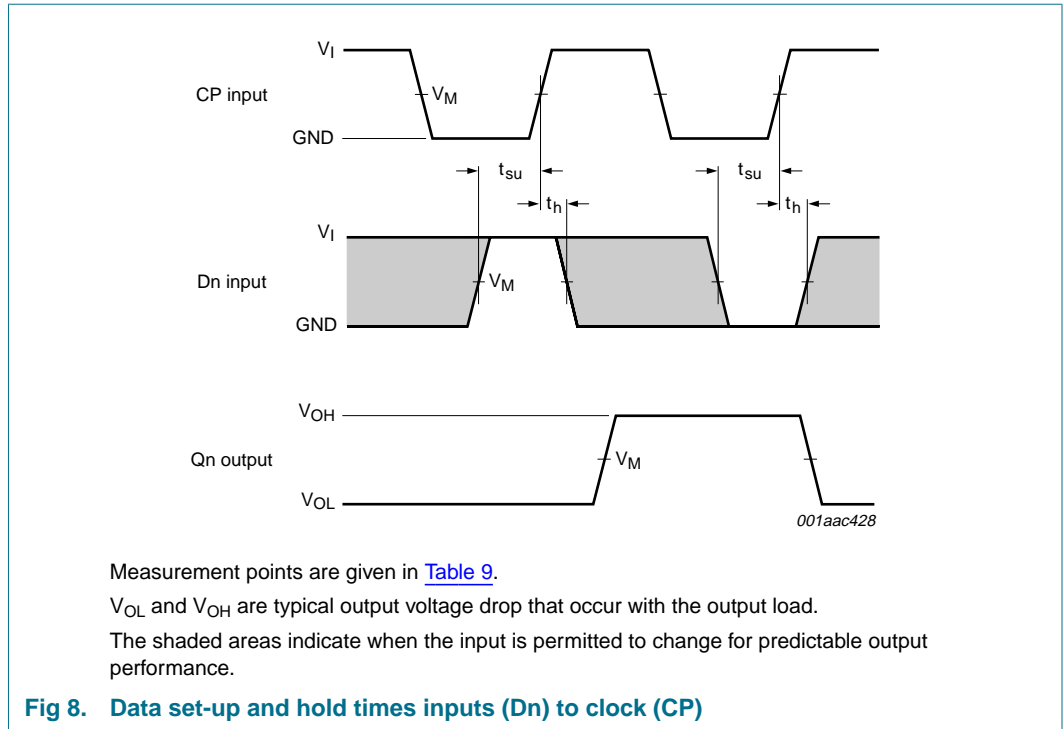 VI
CP input
VM
GND
tsu
tsu
th
th
VI
Dn input
VM
GND
VOH
Qn output
VM
VOL
001aac428
Measurement points are given in Table 9.
VOL and VOH are typical output voltage drop that occur with the output load.
The shaded areas indicate when the input is permitted to change for predictable output
performance.
Fig 8. Data set-up and hold times inputs (Dn) to clock (CP)